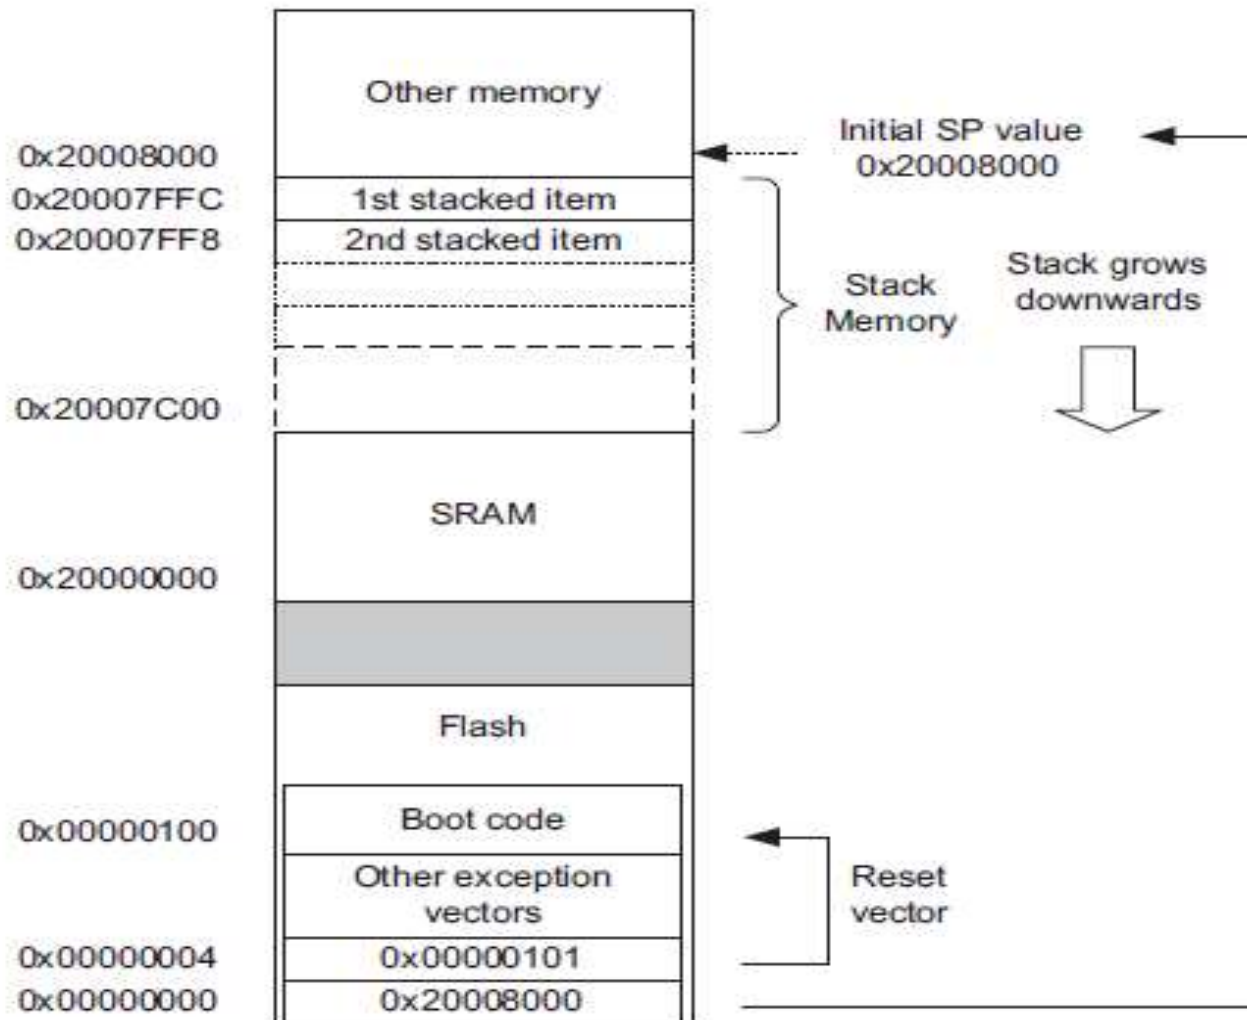 Other memory
Initial SP value
0x20008000
0x20008000
0x20007FFC
1st stacked item
0x20007FF8
2nd stacked item
Stack
Memory
Stack grows
downwards
0x20007C00
SRAM
0x20000000
Flash
0x00000100
Boot code
Other exception
vectors
Reset
vector
0x00000004
0x00000101
0x00000000
0x20008000